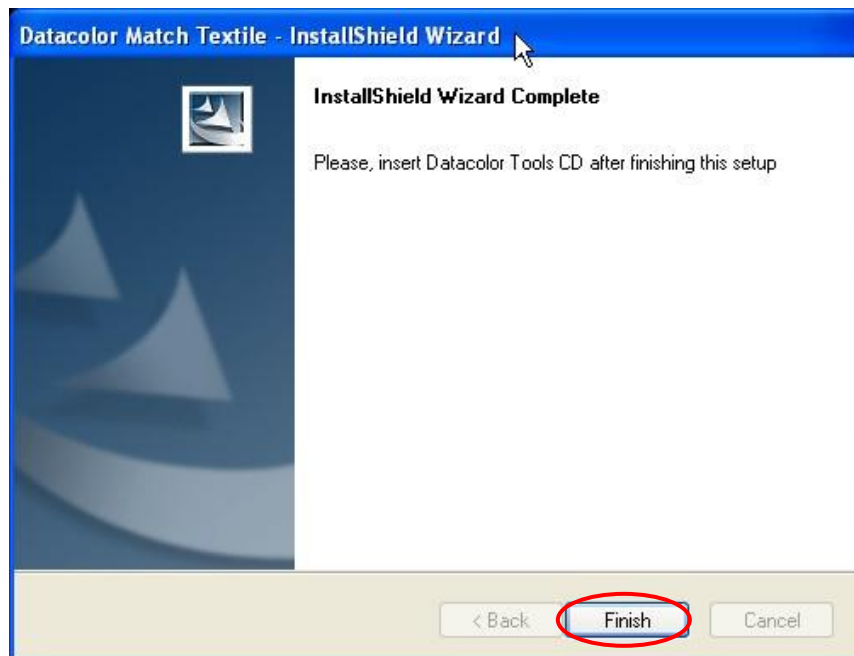 Datacolor Match Textile - InstallShield Wizard
InstallShield Wizard Complete
Please, insert Datacolor Tools CD after finishing this setup
< Back Finish Cancel